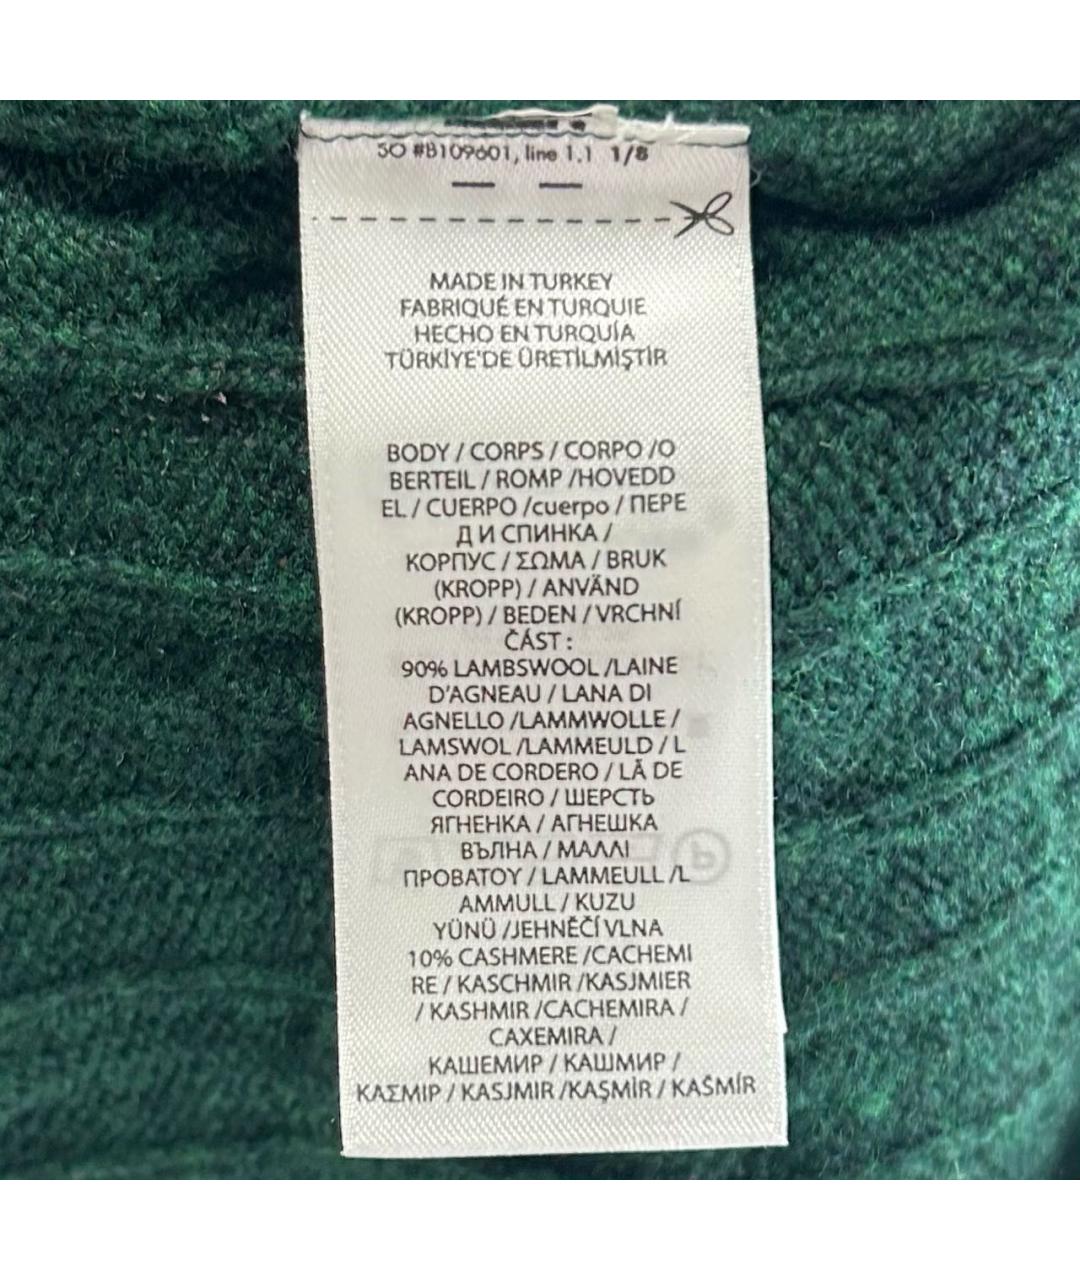 SO #B109601, line 1.1 1/8
MADE IN TURKEY
FABRIQUÉ EN TURQUIE
HECHO EN TURQUÍA
TÜRKİYE'DE ÜRETİLMİŞTİR
BODY / CORPS / CORPO /O
BERTEIL / ROMP /HOVEDD
EL / CUERPO /cuerpo / ПЕРЕ
Д И СПИНКА /
КОРПУС / ΣΩΜΑ / BRUK
(KROPP) / ANVÄND
(KROPP) / BEDEN / VRCHNÍ
ČÁST :
90% LAMBSWOOL /LAINE
D'AGNEAU / LANA DI
AGNELLO /LAMMWOLLE /
LAMSWOL /LAMMEULD / L
ANA DE CORDERO / LÃ DE
CORDEIRO / ШЕРСТЬ
ЯГНЕНКА / АГНЕШКА
ВЪЛНА / ΜΑΛΛΙ
ΠΡΟΒΑΤΟΥ / LAMMEULL /L
AMMULL / KUZU
YÜNÜ /JEHNĚČÍ VLNA
10% CASHMERE /CACHEMI
RE / KASCHMIR /KASJMIER
/ KASHMIR /CACHEMIRA /
CAXEMIRA /
КАШЕМИР / КАШМИР /
ΚΑΣΜΙΡ / KASJMIR /KAŞMİR / KAŠMÍR